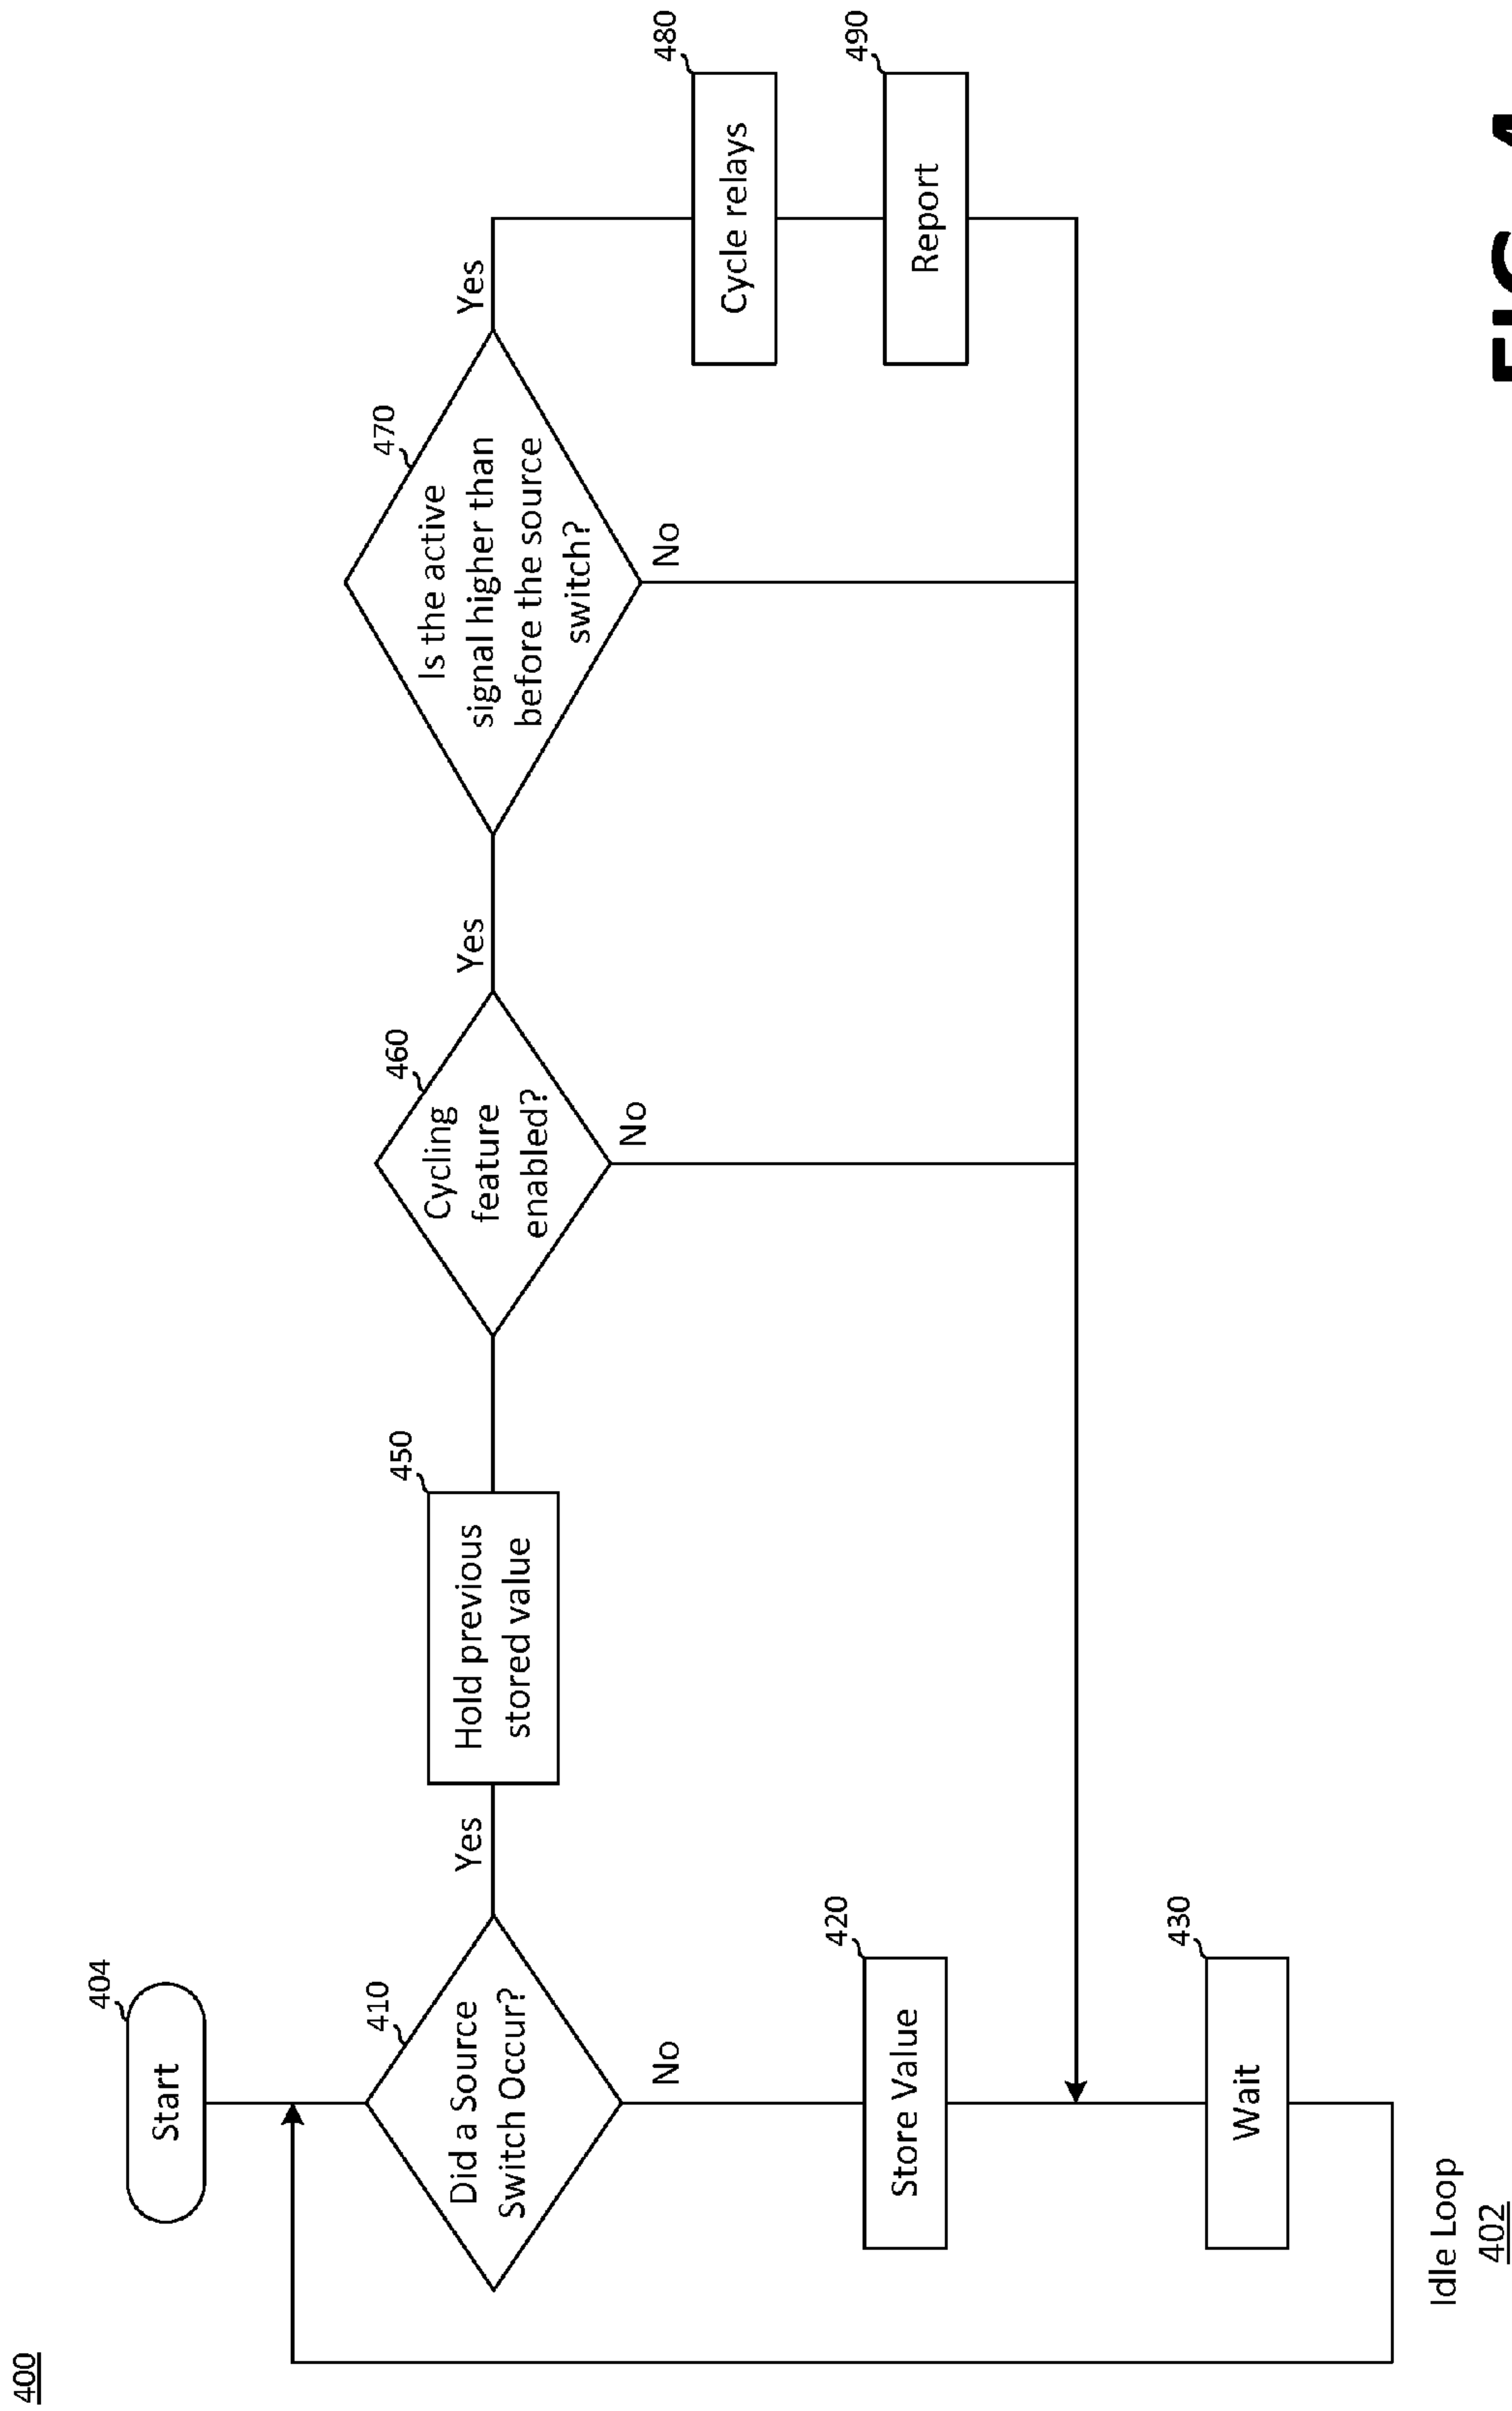 400
Start
404
Did a Source
Switch Occur?
410
Yes
No
Hold previous
stored value
450
Cycling
feature
enabled?
460
Yes
No
Is the active
signal higher than
before the source
switch?
470
Yes
No
Cycle relays
480
Report
490
Store Value
420
Wait
430
Idle Loop
402